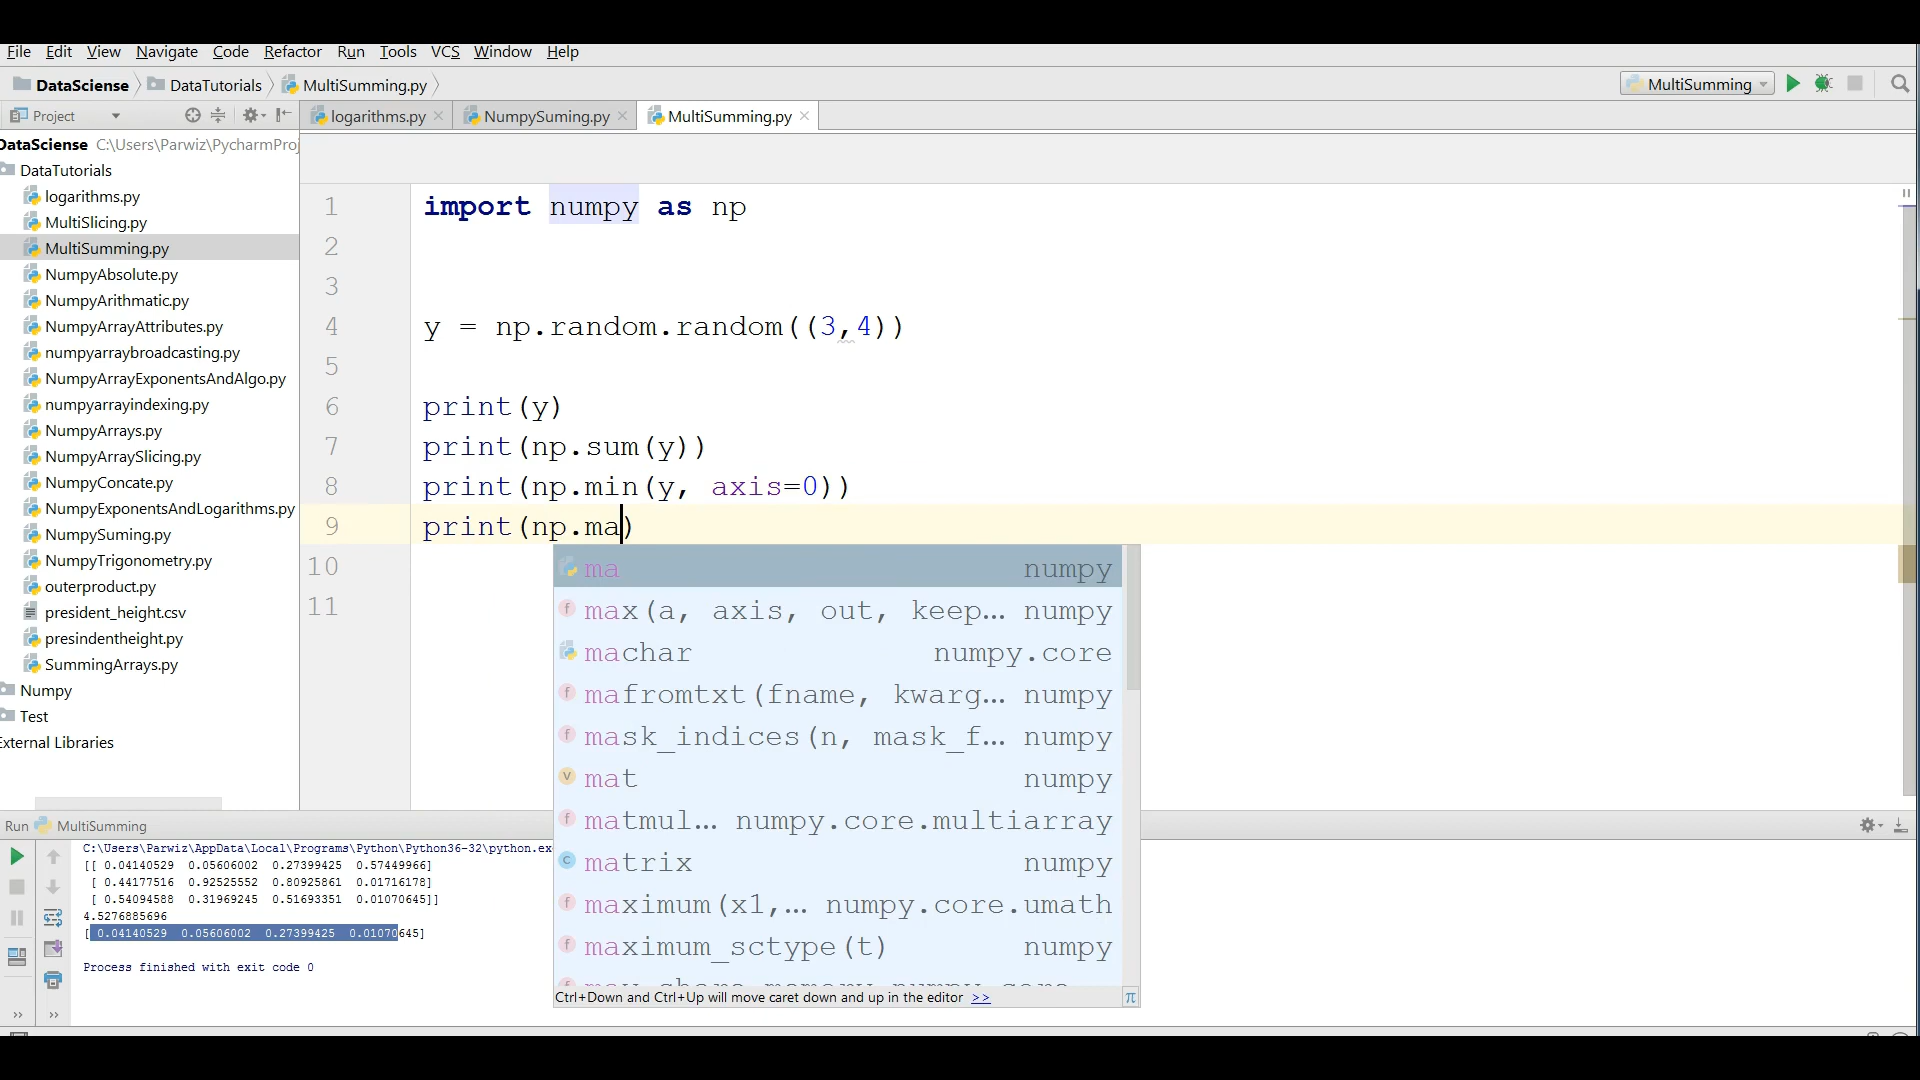 File Edit View Navigate Code Refactor Run Tools VCS Window Help
DataSciense DataTutorials MultiSumming.py MultiSumming
Project logarithms.py NumpySuming.py MultiSumming.py
DataSciense C:\Users\Parwiz\PycharmProj
DataTutorials
logarithms.py
MultiSlicing.py
MultiSumming.py
NumpyAbsolute.py
NumpyArithmatic.py
NumpyArrayAttributes.py
numpyarraybroadcasting.py
NumpyArrayExponentsAndAlgo.py
numpyarrayindexing.py
NumpyArrays.py
NumpyArraySlicing.py
NumpyConcate.py
NumpyExponentsAndLogarithms.py
NumpySuming.py
NumpyTrigonometry.py
outerproduct.py
president_height.csv
presindentheight.py
SummingArrays.py
Numpy
Test
External Libraries
1 import numpy as np
2
3
4 y = np.random.random((3,4))
5
6 print(y)
7 print(np.sum(y))
8 print(np.min(y, axis=0))
9 print(np.ma)
10
11
ma numpy
max(a, axis, out, keep… numpy
machar numpy.core
mafromtxt(fname, kwarg… numpy
mask_indices(n, mask_f… numpy
mat numpy
matmul… numpy.core.multiarray
matrix numpy
maximum(x1,… numpy.core.umath
maximum_sctype(t) numpy
Ctrl+Down and Ctrl+Up will move caret down and up in the editor >> π
Run MultiSumming
C:\Users\Parwiz\AppData\Local\Programs\Python\Python36-32\python.ex
[[ 0.04140529 0.05606002 0.27399425 0.57449966]
[ 0.44177516 0.92525552 0.80925861 0.01716178]
[ 0.54094588 0.31969245 0.51693351 0.01070645]]
4.5276885696
[ 0.04140529 0.05606002 0.27399425 0.01070645]
Process finished with exit code 0